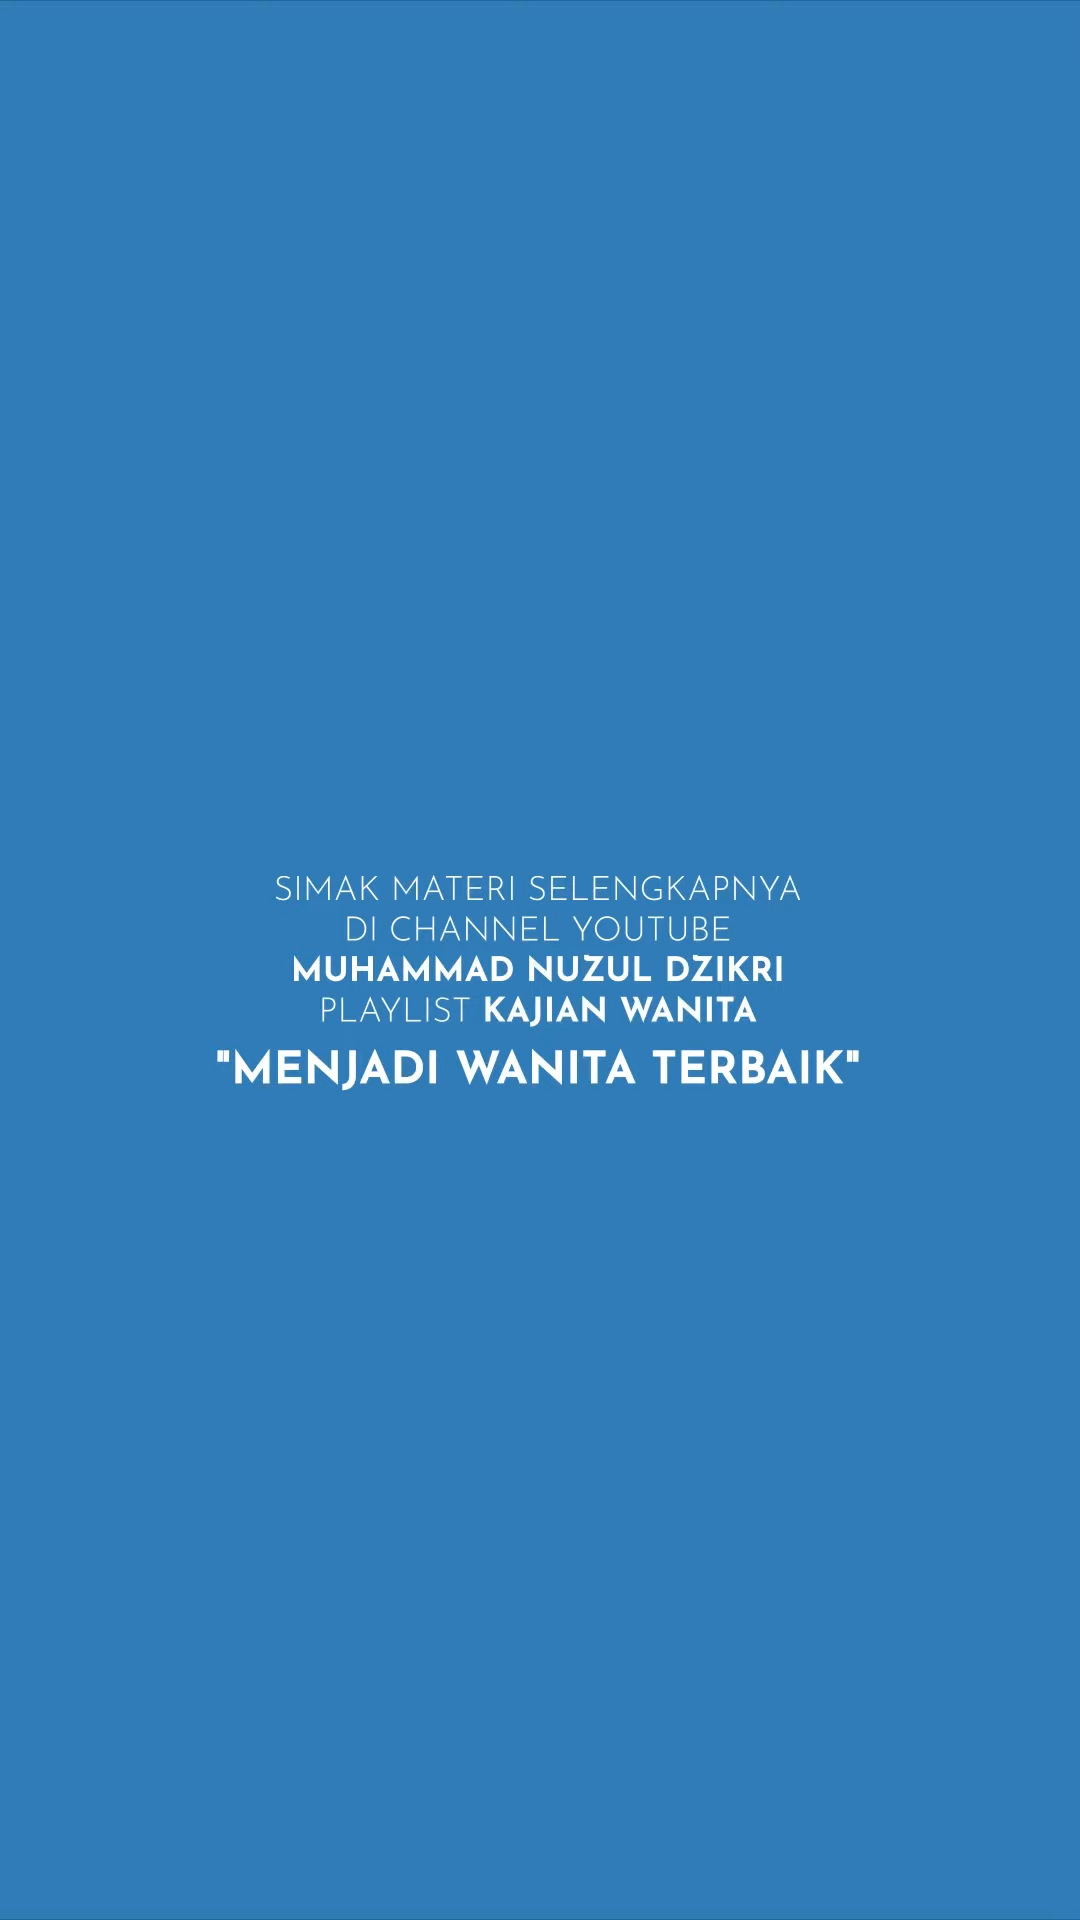 SIMAK MATERI SELENGKAPNYA
DI CHANNEL YOUTUBE
MUHAMMAD NUZUL DZIKRI
PLAYLIST KAJIAN WANITA
"MENJADI WANITA TERBAIK"